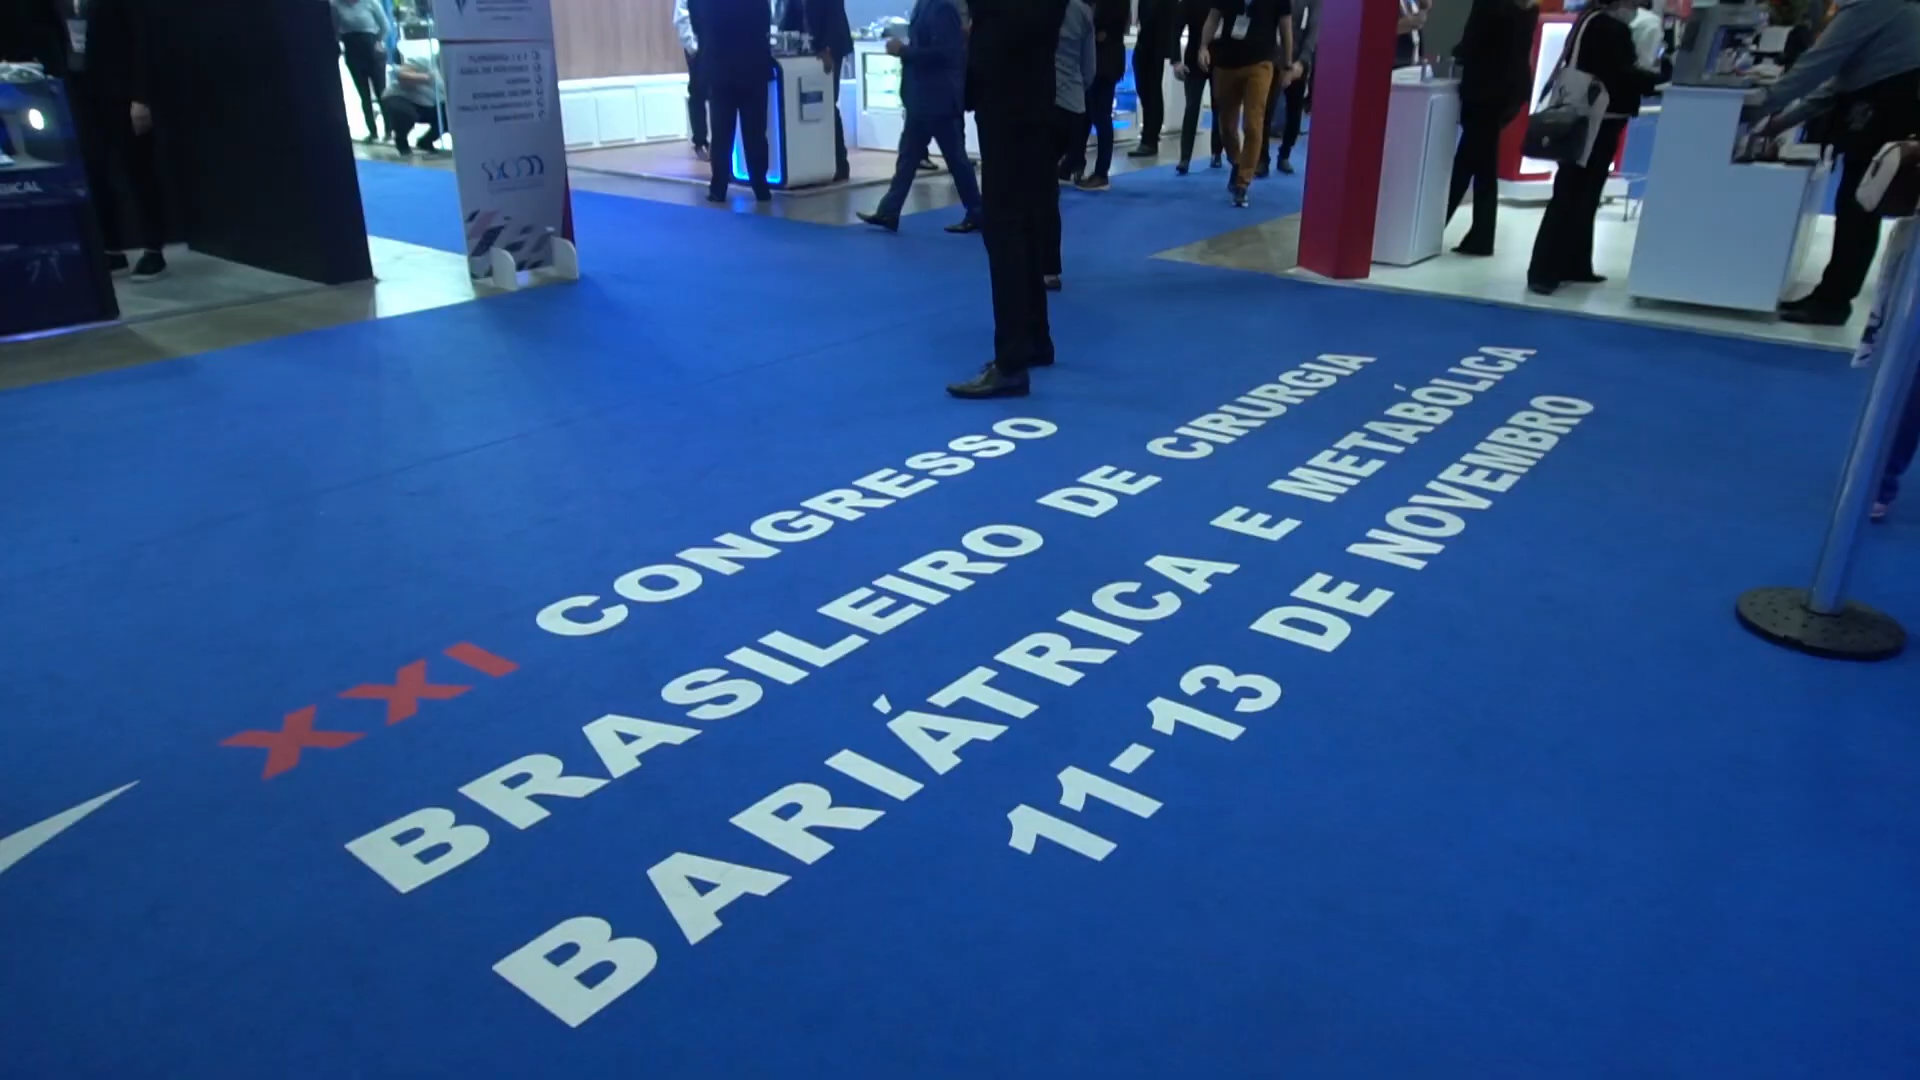 XXI CONGRESSO
BRASILEIRO DE CIRURGIA
BARIÁTRICA E METABÓLICA
11-13 DE NOVEMBRO